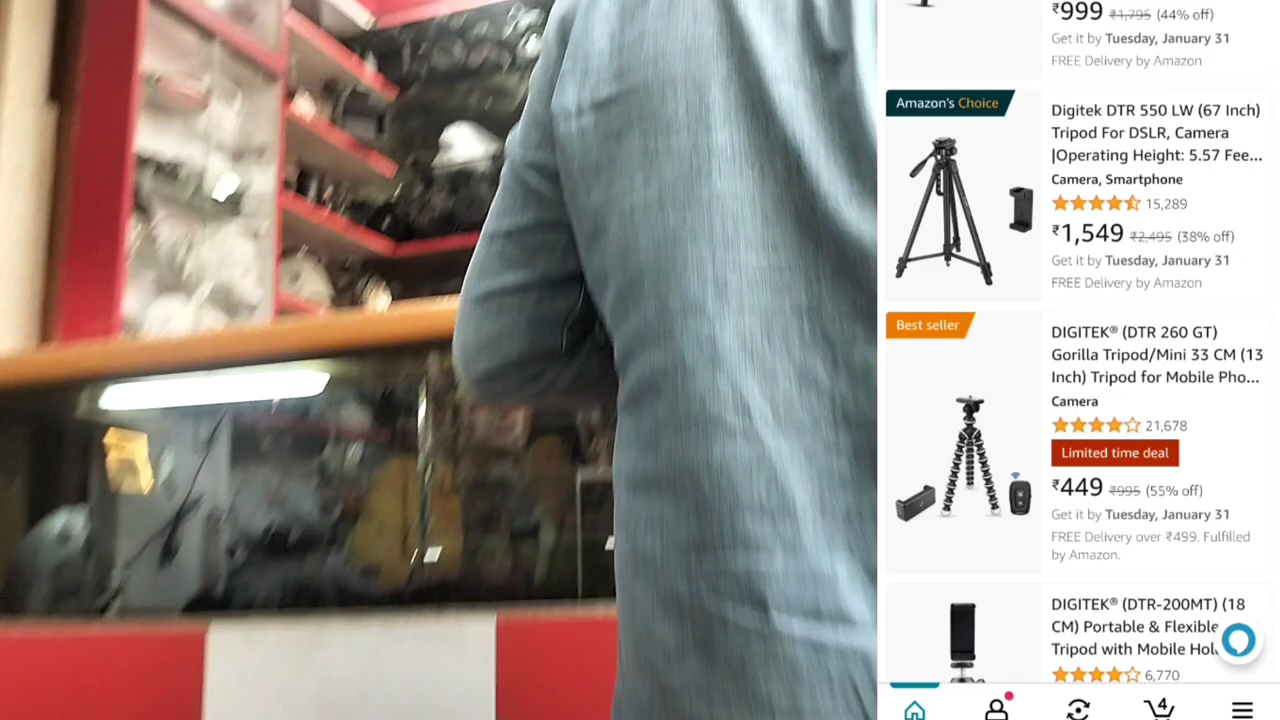 ₹999 ₹1,795 (44% off)
Get it by Tuesday, January 31
FREE Delivery by Amazon
Amazon's Choice
Digitek DTR 550 LW (67 Inch)
Tripod For DSLR, Camera
|Operating Height: 5.57 Fee...
Camera, Smartphone
15,289
₹1,549 ₹2,495 (38% off)
Get it by Tuesday, January 31
FREE Delivery by Amazon
Best seller
DIGITEK® (DTR 260 GT)
Gorilla Tripod/Mini 33 CM (13
Inch) Tripod for Mobile Pho...
Camera
21,678
Limited time deal
₹449 ₹995 (55% off)
Get it by Tuesday, January 31
FREE Delivery over ₹499. Fulfilled
by Amazon.
DIGITEK® (DTR-200MT) (18
CM) Portable & Flexible
Tripod with Mobile Hol
6,770
4